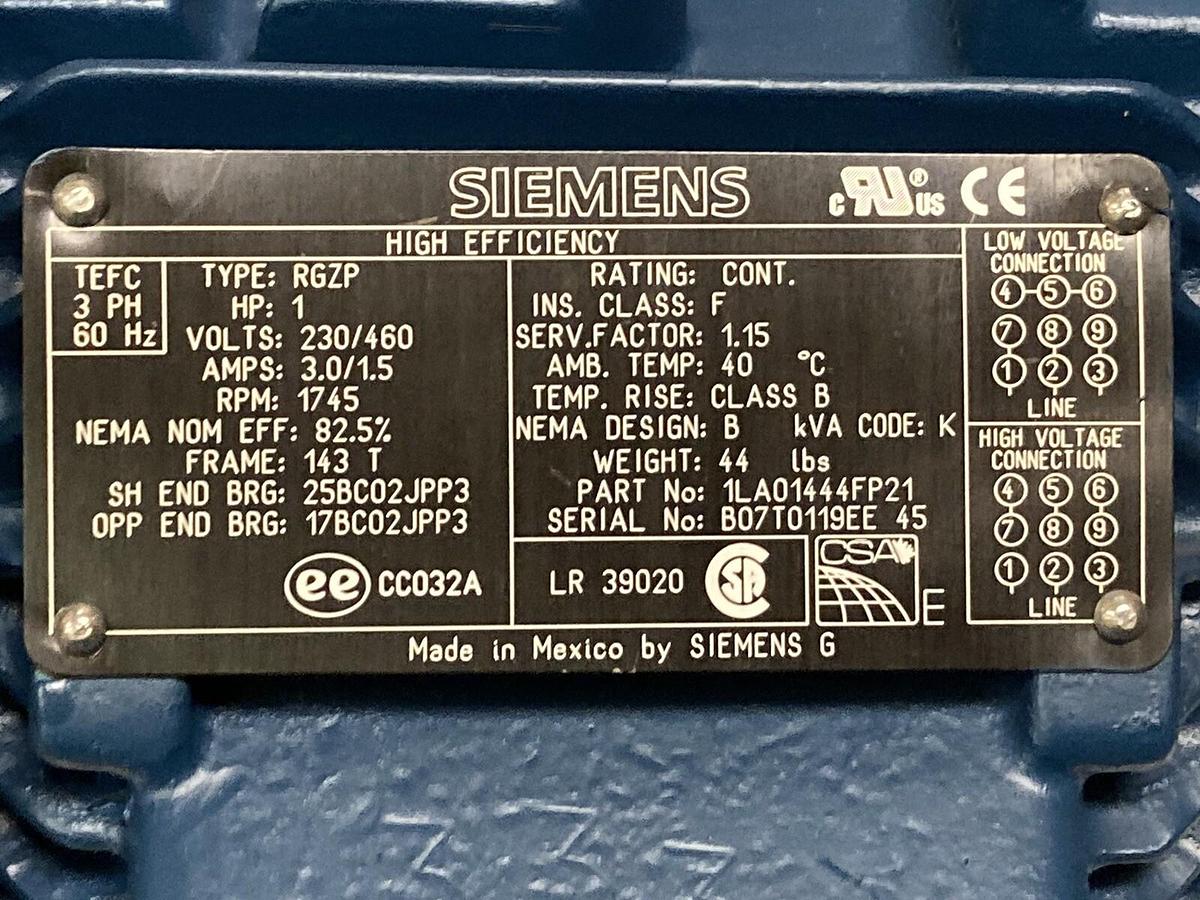 SIEMENS
c RU ® US CE
HIGH EFFICIENCY
TEFC
3 PH
60 Hz
TYPE: RGZP
HP: 1
VOLTS: 230/460
AMPS: 3.0/1.5
RPM: 1745
NEMA NOM EFF: 82.5%
FRAME: 143 T
SH END BRG: 25BC02JPP3
OPP END BRG: 17BC02JPP3
ee CC032A
RATING: CONT.
INS. CLASS: F
SERV.FACTOR: 1.15
AMB. TEMP: 40 °C
TEMP. RISE: CLASS B
NEMA DESIGN: B kVA CODE: K
WEIGHT: 44 lbs
PART No: 1LA01444FP21
SERIAL No: B07T0119EE 45
LR 39020 SA
CSA
E
LOW VOLTAGE
CONNECTION
4 5 6
7 8 9
1 2 3
LINE
HIGH VOLTAGE
CONNECTION
4 5 6
7 8 9
1 2 3
LINE
Made in Mexico by SIEMENS G